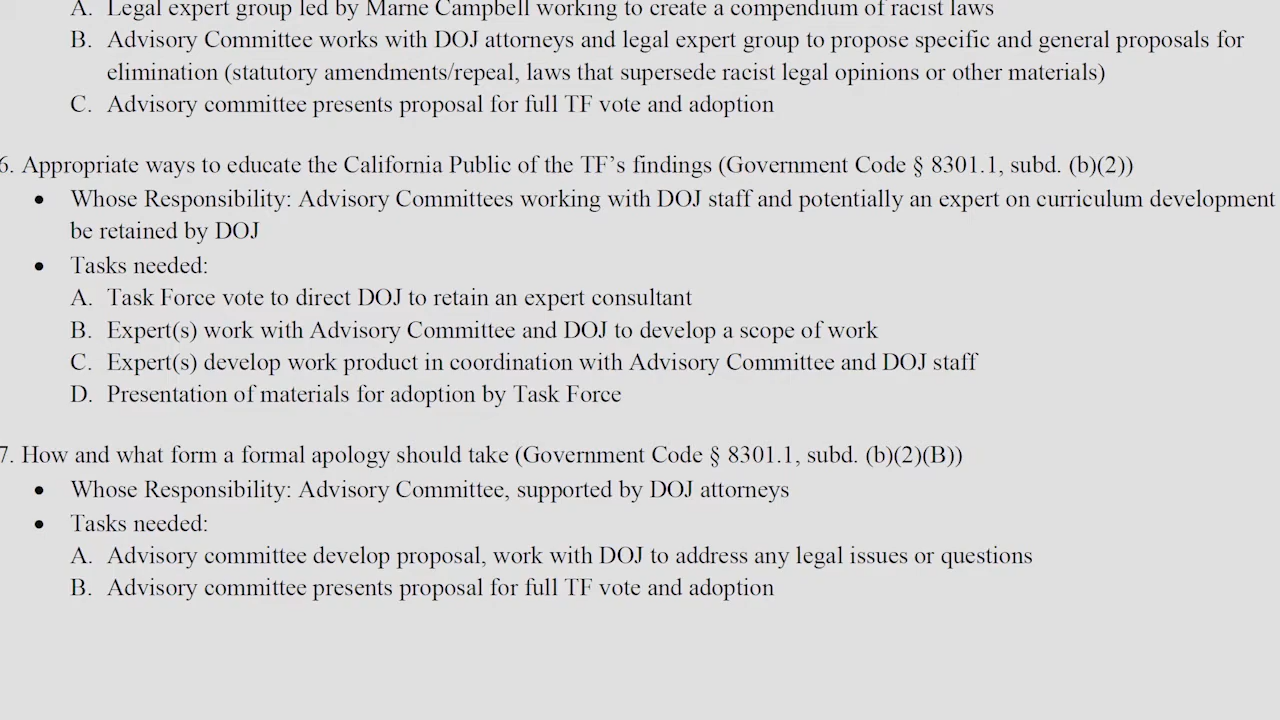 A. Legal expert group led by Marne Campbell working to create a compendium of racist laws
B. Advisory Committee works with DOJ attorneys and legal expert group to propose specific and general proposals for
elimination (statutory amendments/repeal, laws that supersede racist legal opinions or other materials)
C. Advisory committee presents proposal for full TF vote and adoption
6. Appropriate ways to educate the California Public of the TF’s findings (Government Code § 8301.1, subd. (b)(2))
• Whose Responsibility: Advisory Committees working with DOJ staff and potentially an expert on curriculum development
be retained by DOJ
• Tasks needed:
A. Task Force vote to direct DOJ to retain an expert consultant
B. Expert(s) work with Advisory Committee and DOJ to develop a scope of work
C. Expert(s) develop work product in coordination with Advisory Committee and DOJ staff
D. Presentation of materials for adoption by Task Force
7. How and what form a formal apology should take (Government Code § 8301.1, subd. (b)(2)(B))
• Whose Responsibility: Advisory Committee, supported by DOJ attorneys
• Tasks needed:
A. Advisory committee develop proposal, work with DOJ to address any legal issues or questions
B. Advisory committee presents proposal for full TF vote and adoption